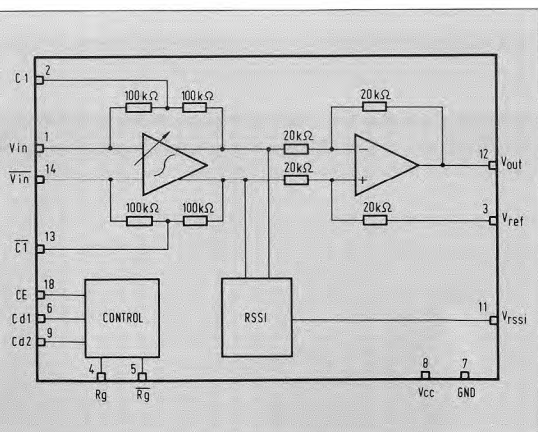 C1
2
100kΩ 100kΩ
20kΩ
Vin
1
20kΩ
−
12
Vout
Vin
14
20kΩ
+
100kΩ 100kΩ
20kΩ
3
Vref
C1
13
CE
18
Cd1
6
Cd2
9
CONTROL
RSSI
11
Vrssi
4
5
8
7
Rg
Rg
Vcc
GND